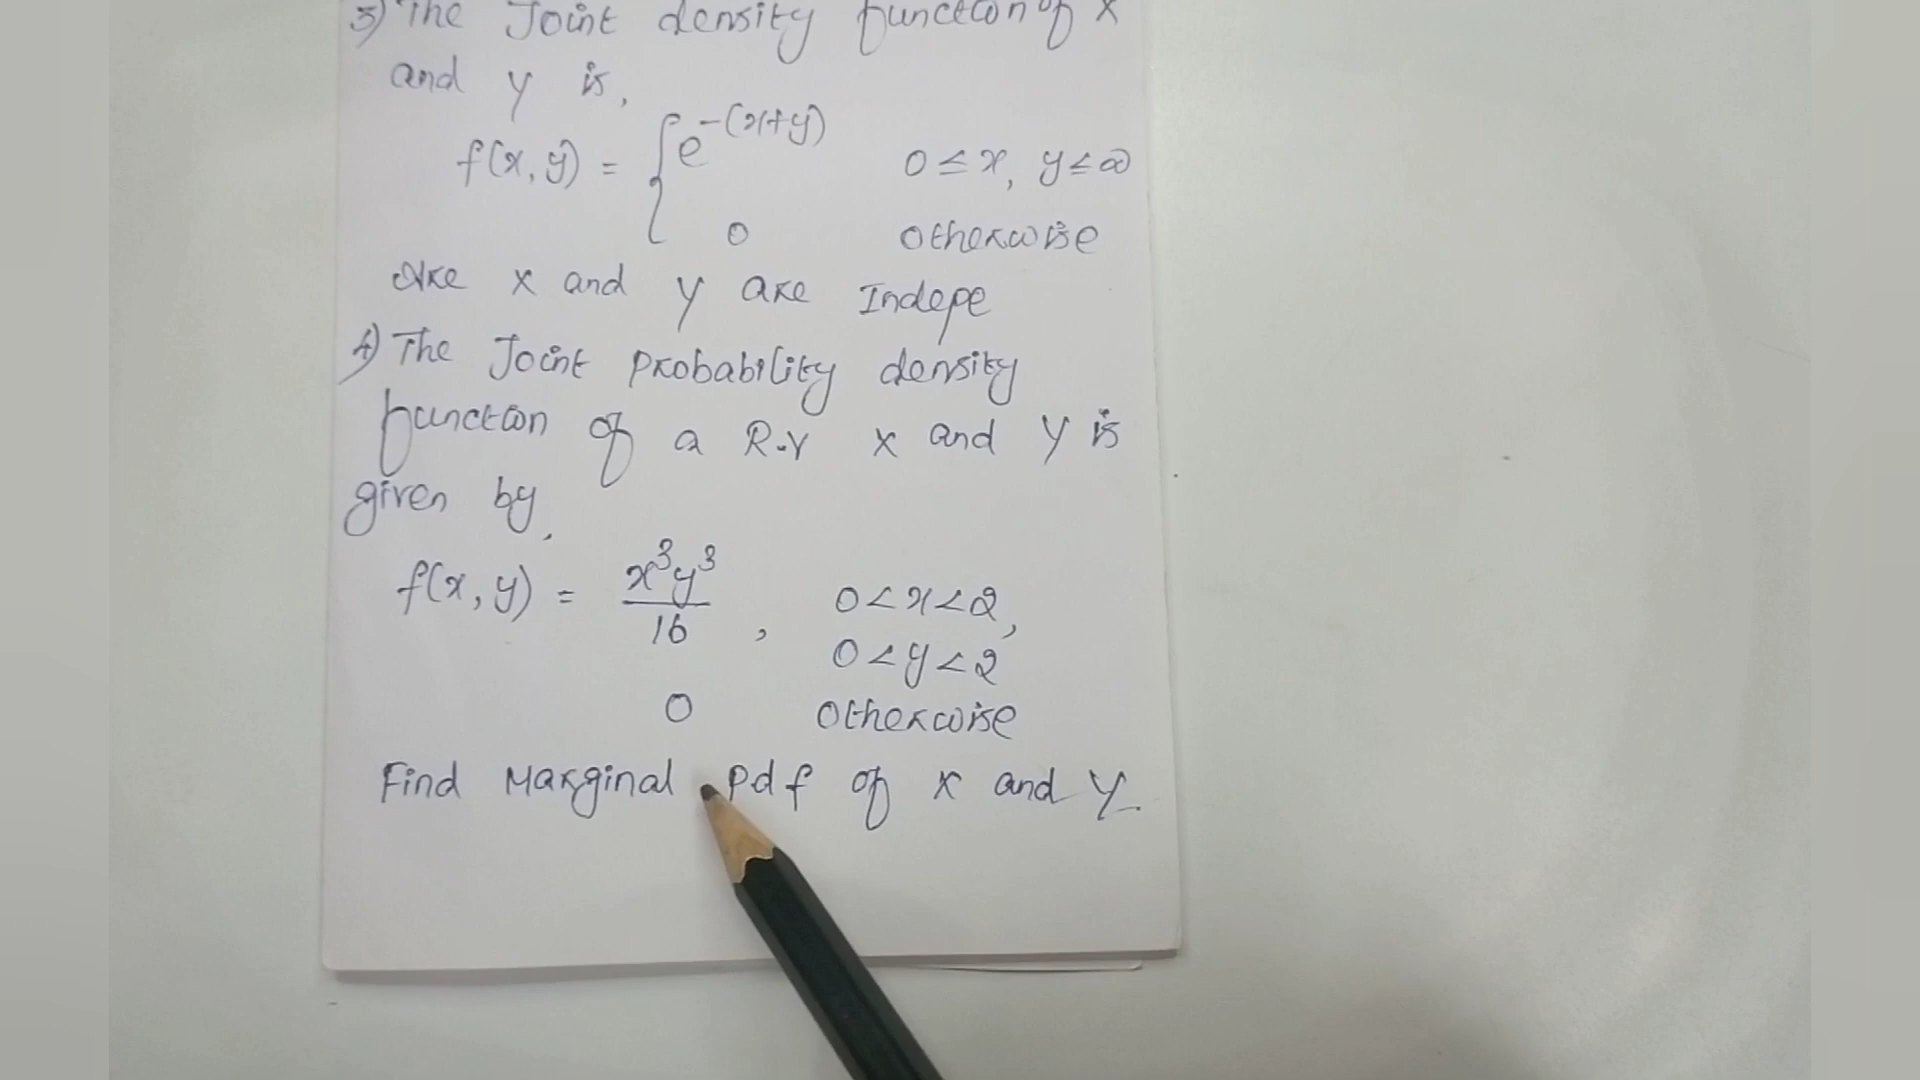 3) The Joint density function of X
and y is,
f(x, y) = { e^-(x+y) 0 ≤ x, y ≤ ∞
0 otherwise
Are x and y are Indepe
4) The Joint probability density
function of a R.V x and y is
given by,
f(x, y) = x³y³/16 , 0 < x < 2,
0 < y < 2
0 otherwise
Find Marginal pdf of x and y.